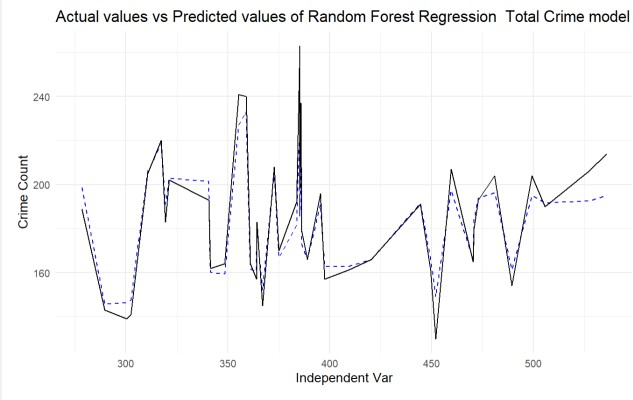 Actual values vs Predicted values of Random Forest Regression  Total Crime model
Crime Count
240
200
160
300 350 400 450 500
Independent Var